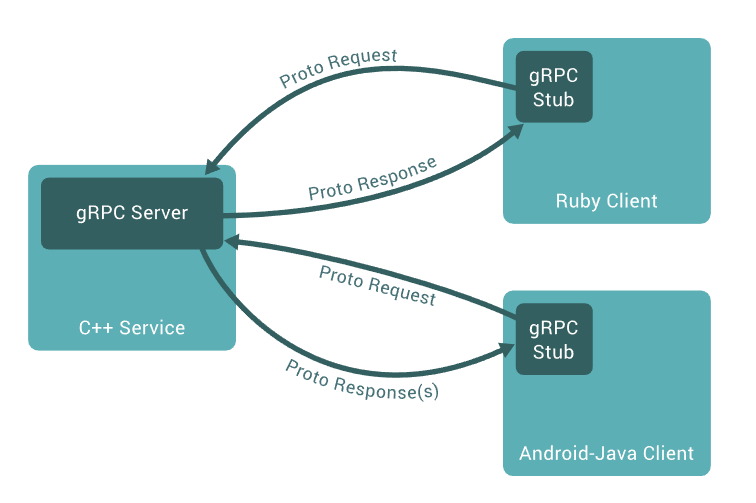 Proto Request
gRPC
Stub
Proto Response
Ruby Client
gRPC Server
C++ Service
Proto Request
gRPC
Stub
Proto Response(s)
Android-Java Client